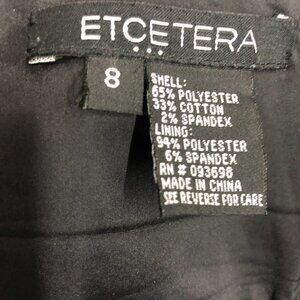 ETCETERA
8
SHELL:
65% POLYESTER
33% COTTON
2% SPANDEX
LINING:
94% POLYESTER
6% SPANDEX
RN # 093698
MADE IN CHINA
SEE REVERSE FOR CARE